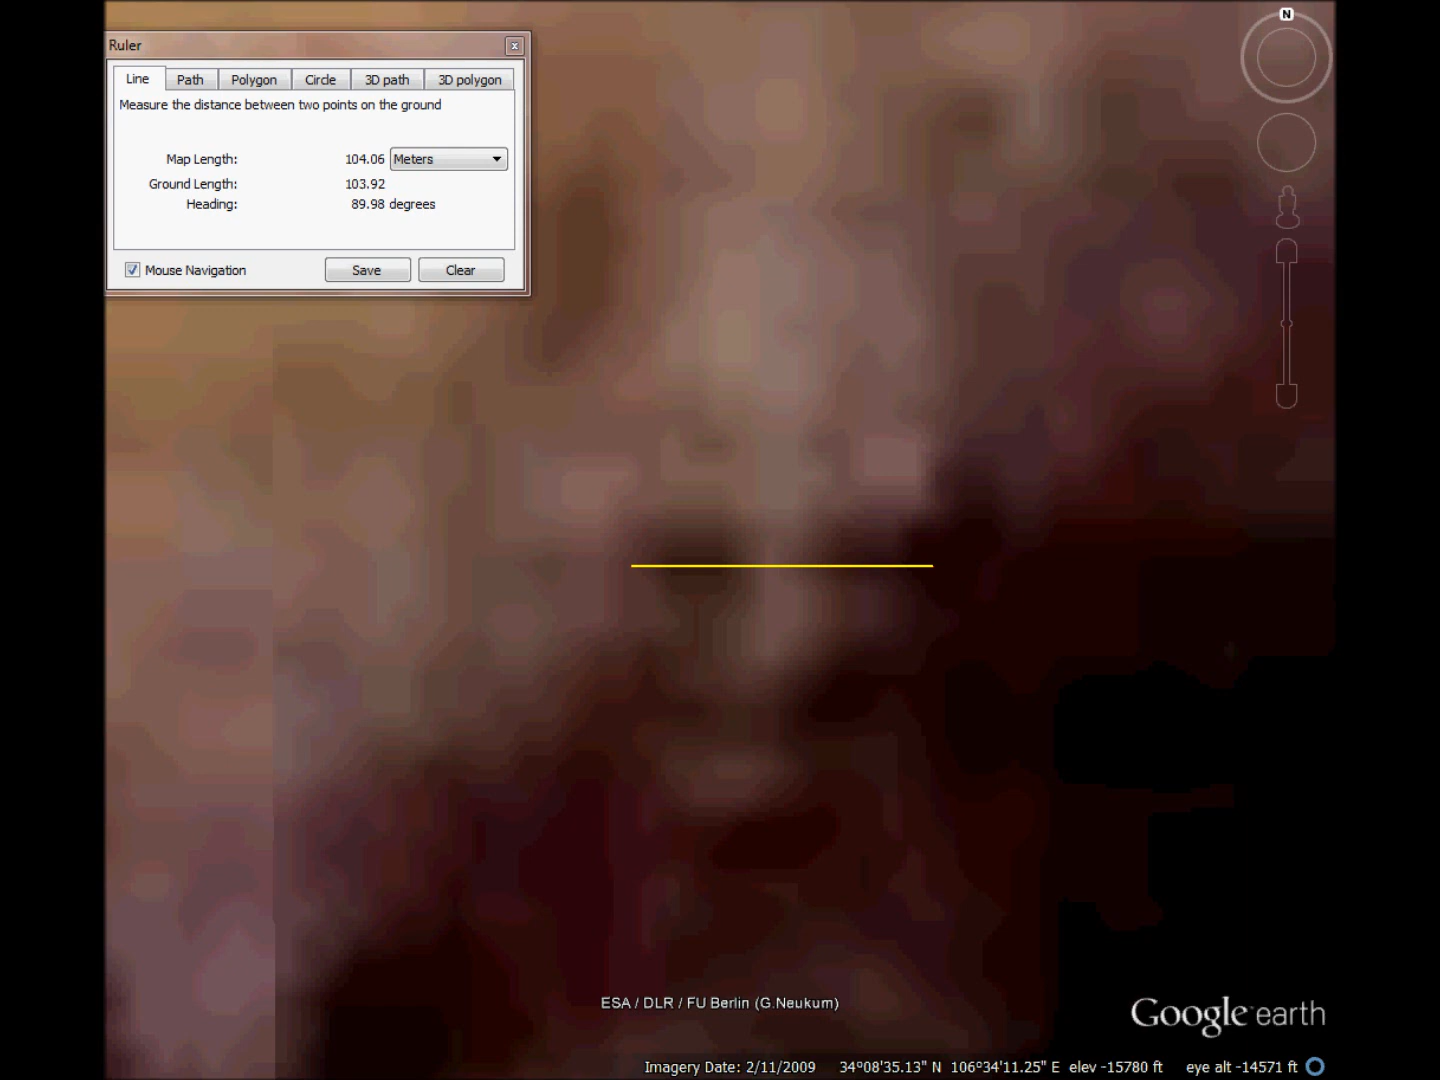 N
Ruler
x
Line Path Polygon Circle 3D path 3D polygon
Measure the distance between two points on the ground
Map Length: 104.06 Meters
Ground Length: 103.92
Heading: 89.98 degrees
Mouse Navigation Save Clear
ESA / DLR / FU Berlin (G.Neukum)
Google earth
Imagery Date: 2/11/2009 34°08'35.13" N 106°34'11.25" E elev -15780 ft eye alt -14571 ft